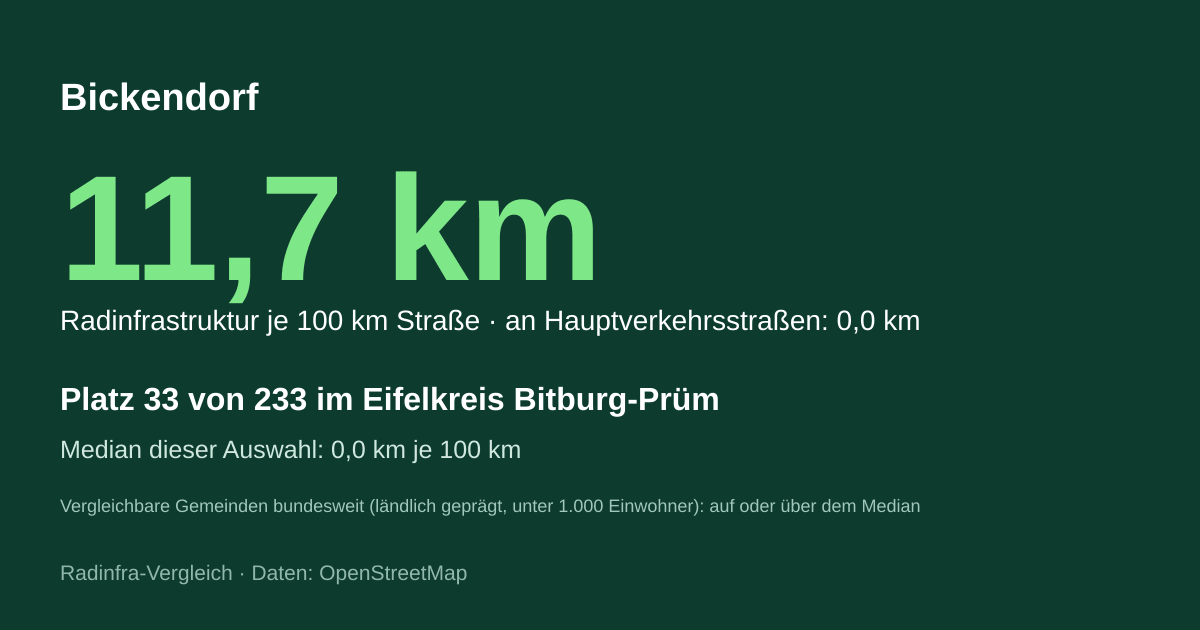 Bickendorf
11,7 km
Radinfrastruktur je 100 km Straße · an Hauptverkehrsstraßen: 0,0 km
Platz 33 von 233 im Eifelkreis Bitburg-Prüm
Median dieser Auswahl: 0,0 km je 100 km
Vergleichbare Gemeinden bundesweit (ländlich geprägt, unter 1.000 Einwohner): auf oder über dem Median
Radinfra-Vergleich · Daten: OpenStreetMap